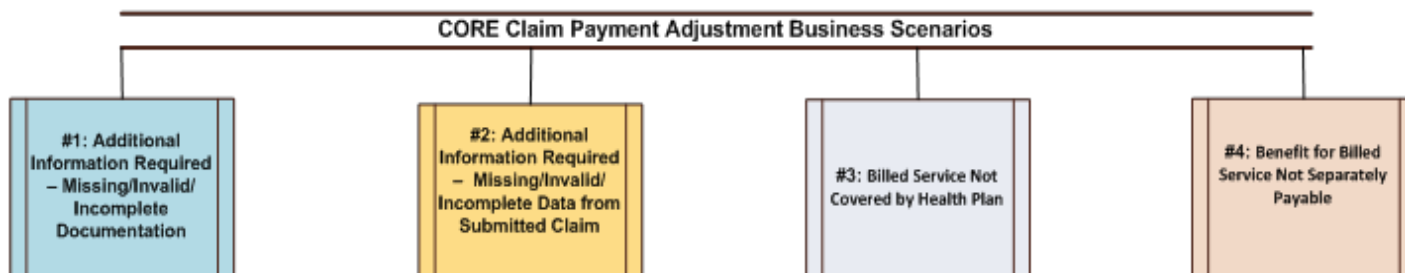 CORE Claim Payment Adjustment Business Scenarios
#1: Additional
Information Required
– Missing/Invalid/
Incomplete
Documentation
#2: Additional
Information Required
– Missing/Invalid/
Incomplete Data from
Submitted Claim
#3: Billed Service Not
Covered by Health Plan
#4: Benefit for Billed
Service Not Separately
Payable